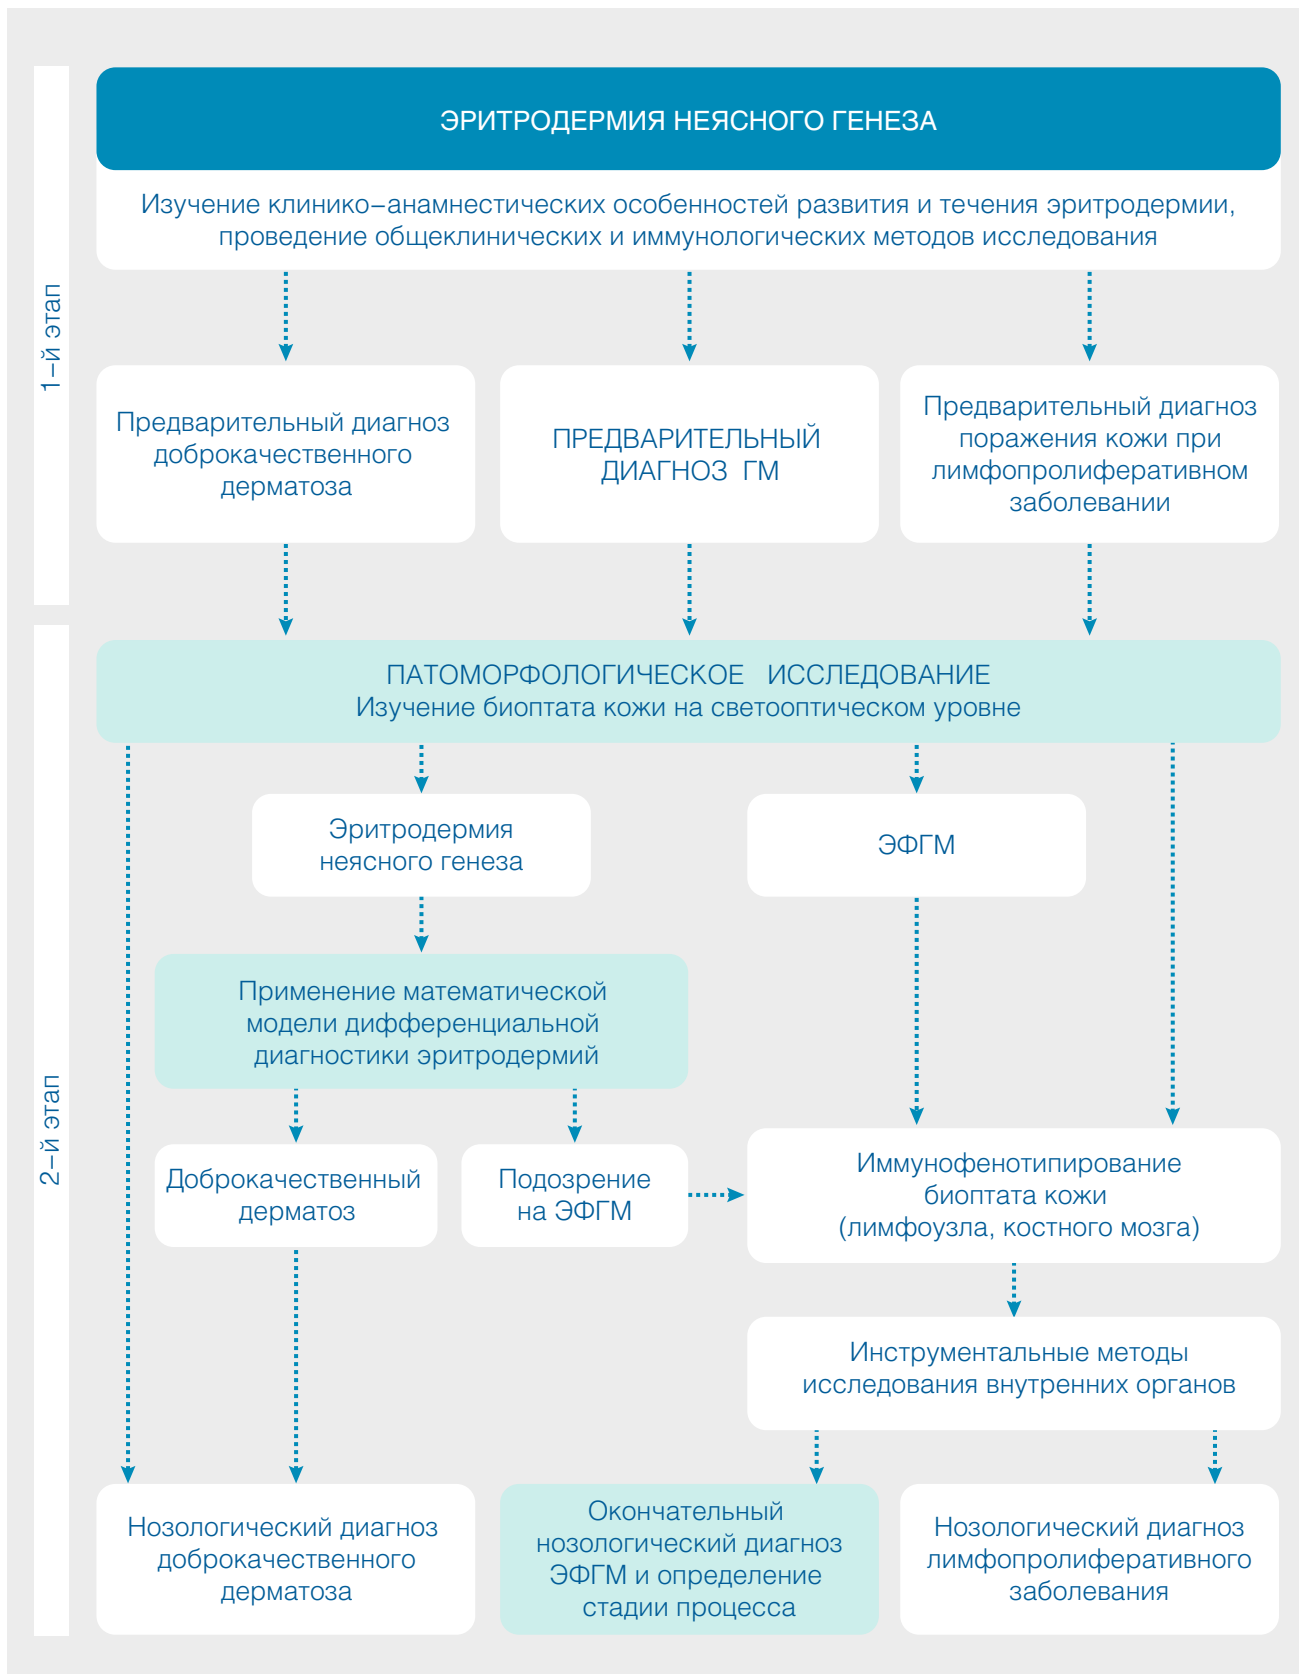 ЭРИТРОДЕРМИЯ НЕЯСНОГО ГЕНЕЗА
Изучение клинико–анамнестических особенностей развития и течения эритродермии,
проведение общеклинических и иммунологических методов исследования
1–й этап
Предварительный диагноз
доброкачественного
дерматоза
ПРЕДВАРИТЕЛЬНЫЙ
ДИАГНОЗ ГМ
Предварительный диагноз
поражения кожи при
лимфопролиферативном
заболевании
2–й этап
ПАТОМОРФОЛОГИЧЕСКОЕ ИССЛЕДОВАНИЕ
Изучение биоптата кожи на светооптическом уровне
Эритродермия
неясного генеза
ЭФГМ
Применение математической
модели дифференциальной
диагностики эритродермий
Доброкачественный
дерматоз
Подозрение
на ЭФГМ
Иммунофенотипирование
биоптата кожи
(лимфоузла, костного мозга)
Инструментальные методы
исследования внутренних органов
Нозологический диагноз
доброкачественного
дерматоза
Окончательный
нозологический диагноз
ЭФГМ и определение
стадии процесса
Нозологический диагноз
лимфопролиферативного
заболевания